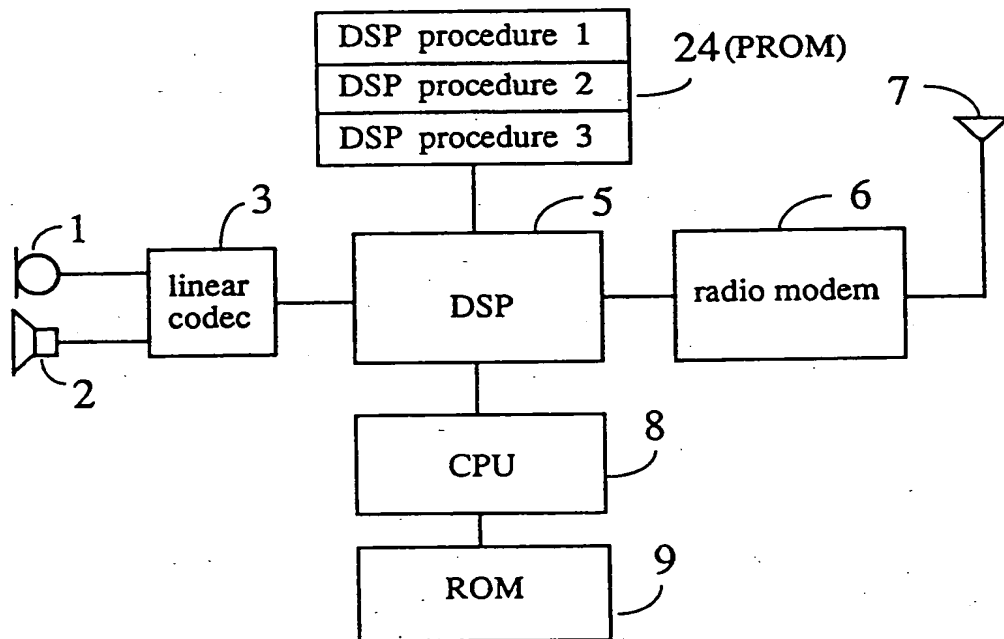 DSP procedure 1
DSP procedure 2
DSP procedure 3
24 (PROM)
7
1
3
5
6
linear
codec
DSP
radio modem
2
8
CPU
9
ROM